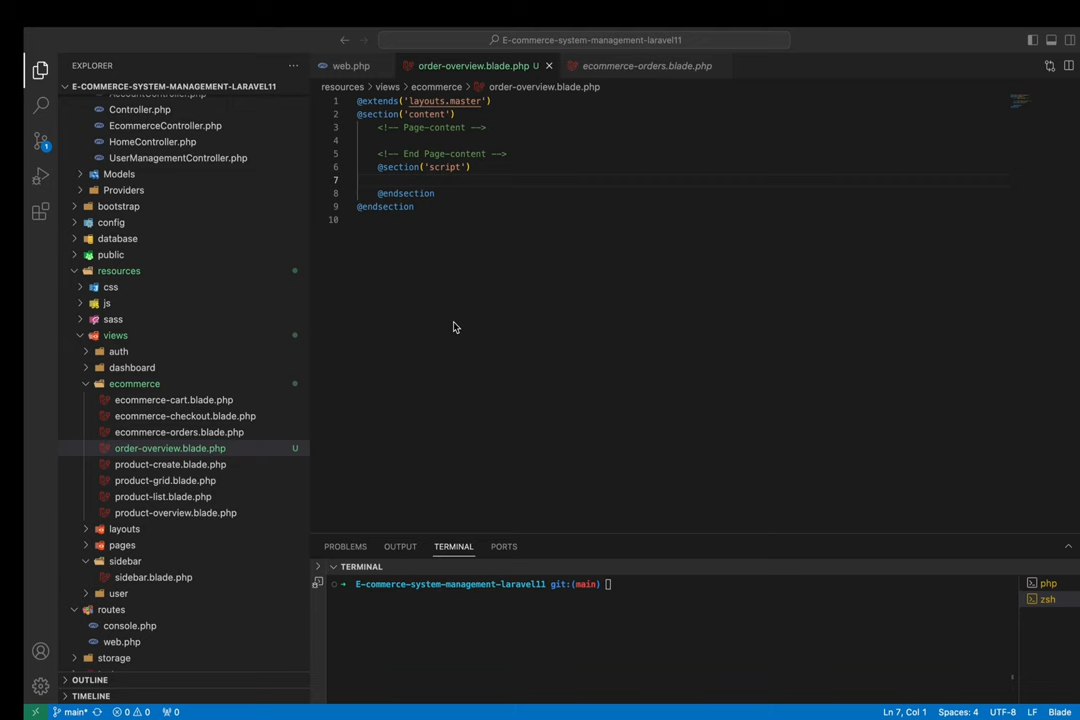 E-commerce-system-management-laravel11
EXPLORER
web.php
order-overview.blade.php U
ecommerce-orders.blade.php
E-COMMERCE-SYSTEM-MANAGEMENT-LARAVEL11
resources > views > ecommerce > order-overview.blade.php
Controller.php
EcommerceController.php
HomeController.php
UserManagementController.php
Models
Providers
bootstrap
config
database
public
resources
css
js
sass
views
auth
dashboard
ecommerce
ecommerce-cart.blade.php
ecommerce-checkout.blade.php
ecommerce-orders.blade.php
order-overview.blade.php U
product-create.blade.php
product-grid.blade.php
product-list.blade.php
product-overview.blade.php
layouts
pages
sidebar
sidebar.blade.php
user
routes
console.php
web.php
storage
OUTLINE
TIMELINE
1 @extends('layouts.master')
2 @section('content')
3 <!-- Page-content -->
4
5 <!-- End Page-content -->
6 @section('script')
7
8 @endsection
9 @endsection
10
PROBLEMS OUTPUT TERMINAL PORTS
TERMINAL
→ E-commerce-system-management-laravel11 git:(main)
php
zsh
1
main* 0 0 0 Ln 7, Col 1 Spaces: 4 UTF-8 LF Blade